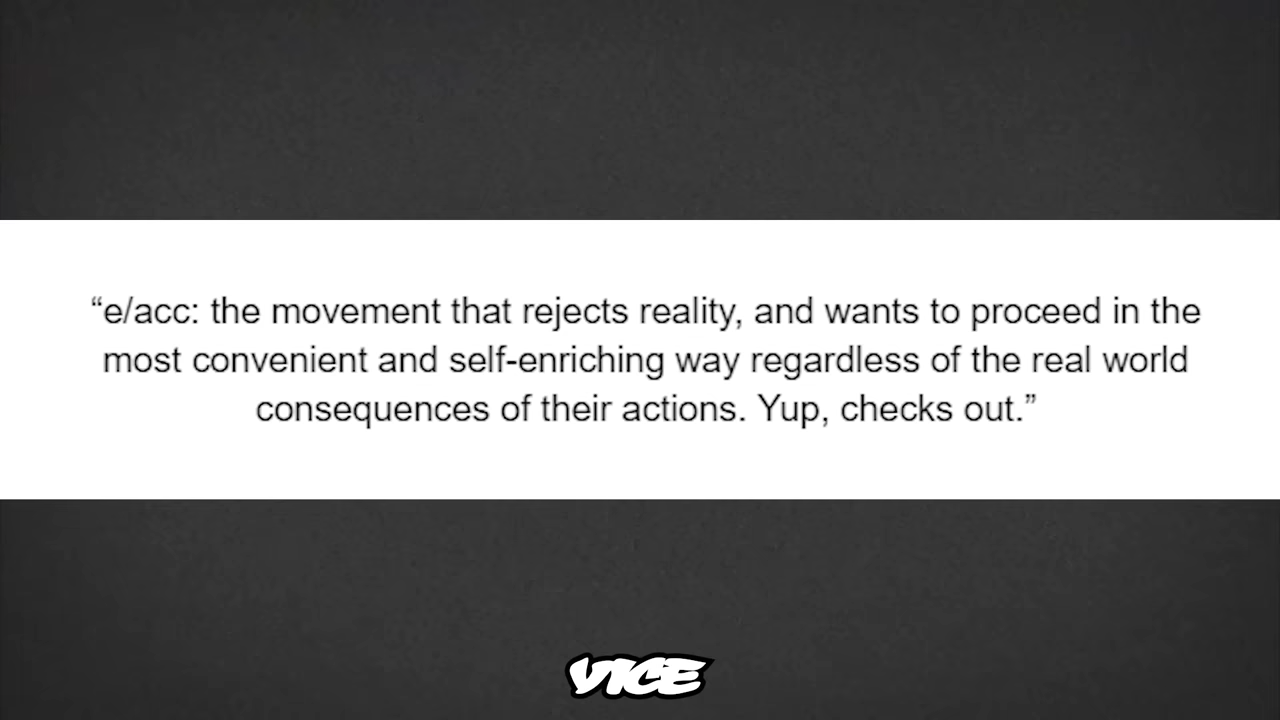 “e/acc: the movement that rejects reality, and wants to proceed in the
most convenient and self-enriching way regardless of the real world
consequences of their actions. Yup, checks out.”
VICE